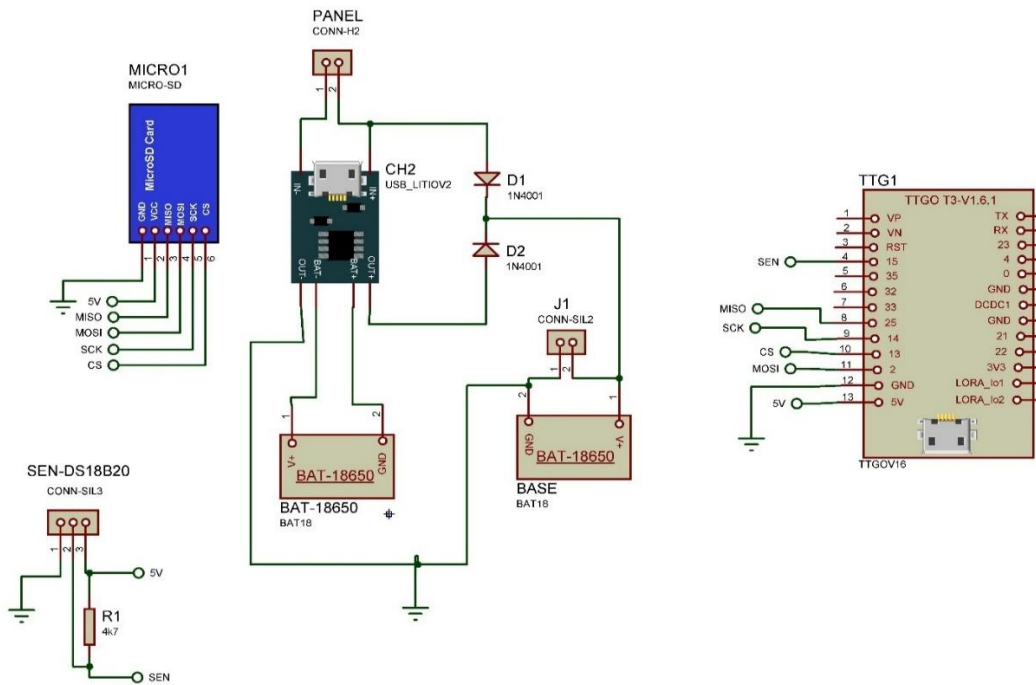 PANEL
CONN-H2
1
2
MICRO1
MICRO-SD
MicroSD Card
GND
VCC
MISO
MOSI
SCK
CS
1
2
3
4
5
6
5V
MISO
MOSI
SCK
CS
CH2
USB_LITIOV2
IN-
IN+
OUT-
BAT-
BAT+
OUT+
D1
1N4001
D2
1N4001
J1
CONN-SIL2
1
2
1
2
V+
GND
BAT-18650
BAT-18650
BAT18
2
1
GND
V+
BAT-18650
BASE
BAT18
SEN-DS18B20
CONN-SIL3
1
2
3
5V
R1
4k7
SEN
TTG1
TTGO T3-V1.6.1
1 VP
2 VN
3 RST
SEN 4 15
5 35
6 32
7 33
MISO 8 25
SCK 9 14
CS 10 13
MOSI 11 2
12 GND
5V 13 5V
TX
RX
23
4
0
GND
DCDC1
GND
21
22
3V3
LORA_Io1
LORA_Io2
TTGOV16